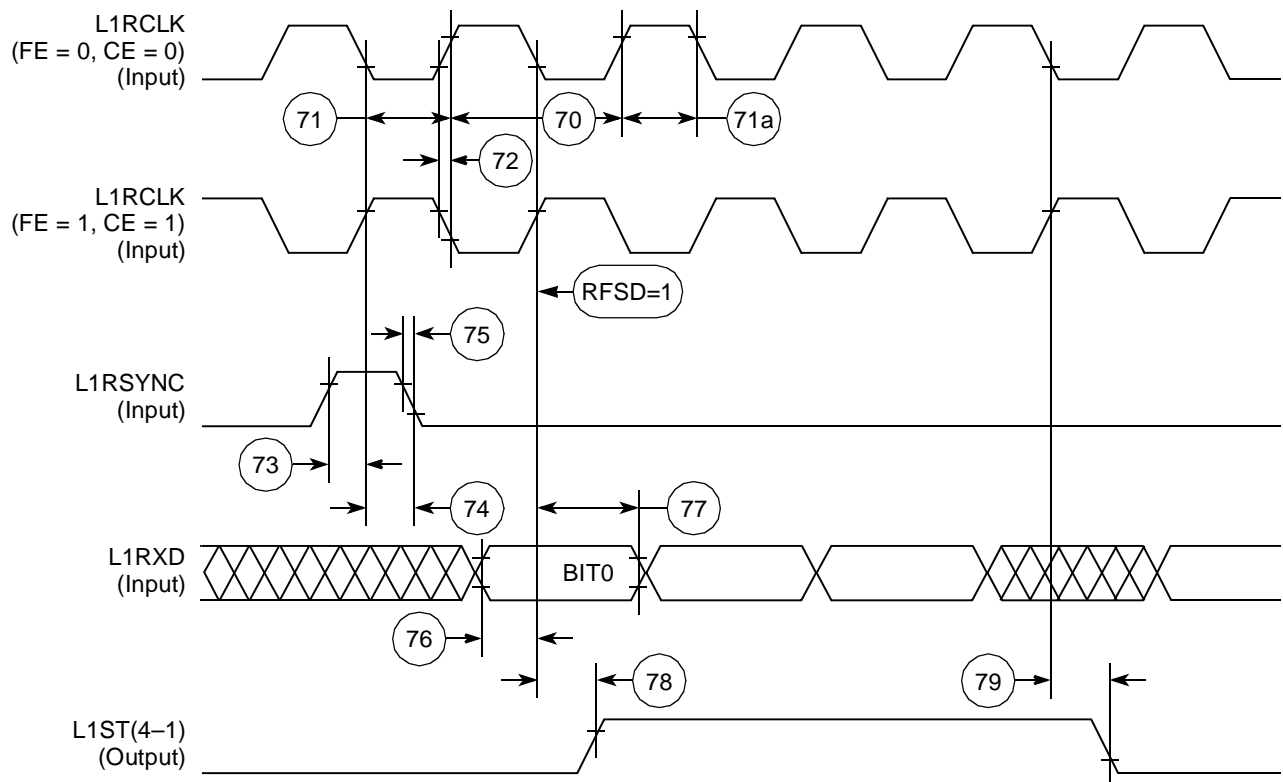 L1RCLK
(FE = 0, CE = 0)
(Input)
71
70
71a
72
L1RCLK
(FE = 1, CE = 1)
(Input)
RFSD=1
75
L1RSYNC
(Input)
73
74
77
L1RXD
(Input)
BIT0
76
78
79
L1ST(4–1)
(Output)